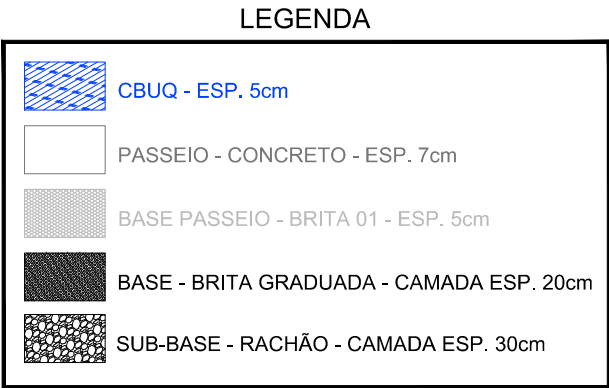 LEGENDA
CBUQ - ESP. 5cm
PASSEIO - CONCRETO - ESP. 7cm
BASE PASSEIO - BRITA 01 - ESP. 5cm
BASE - BRITA GRADUADA - CAMADA ESP. 20cm
SUB-BASE - RACHÃO - CAMADA ESP. 30cm